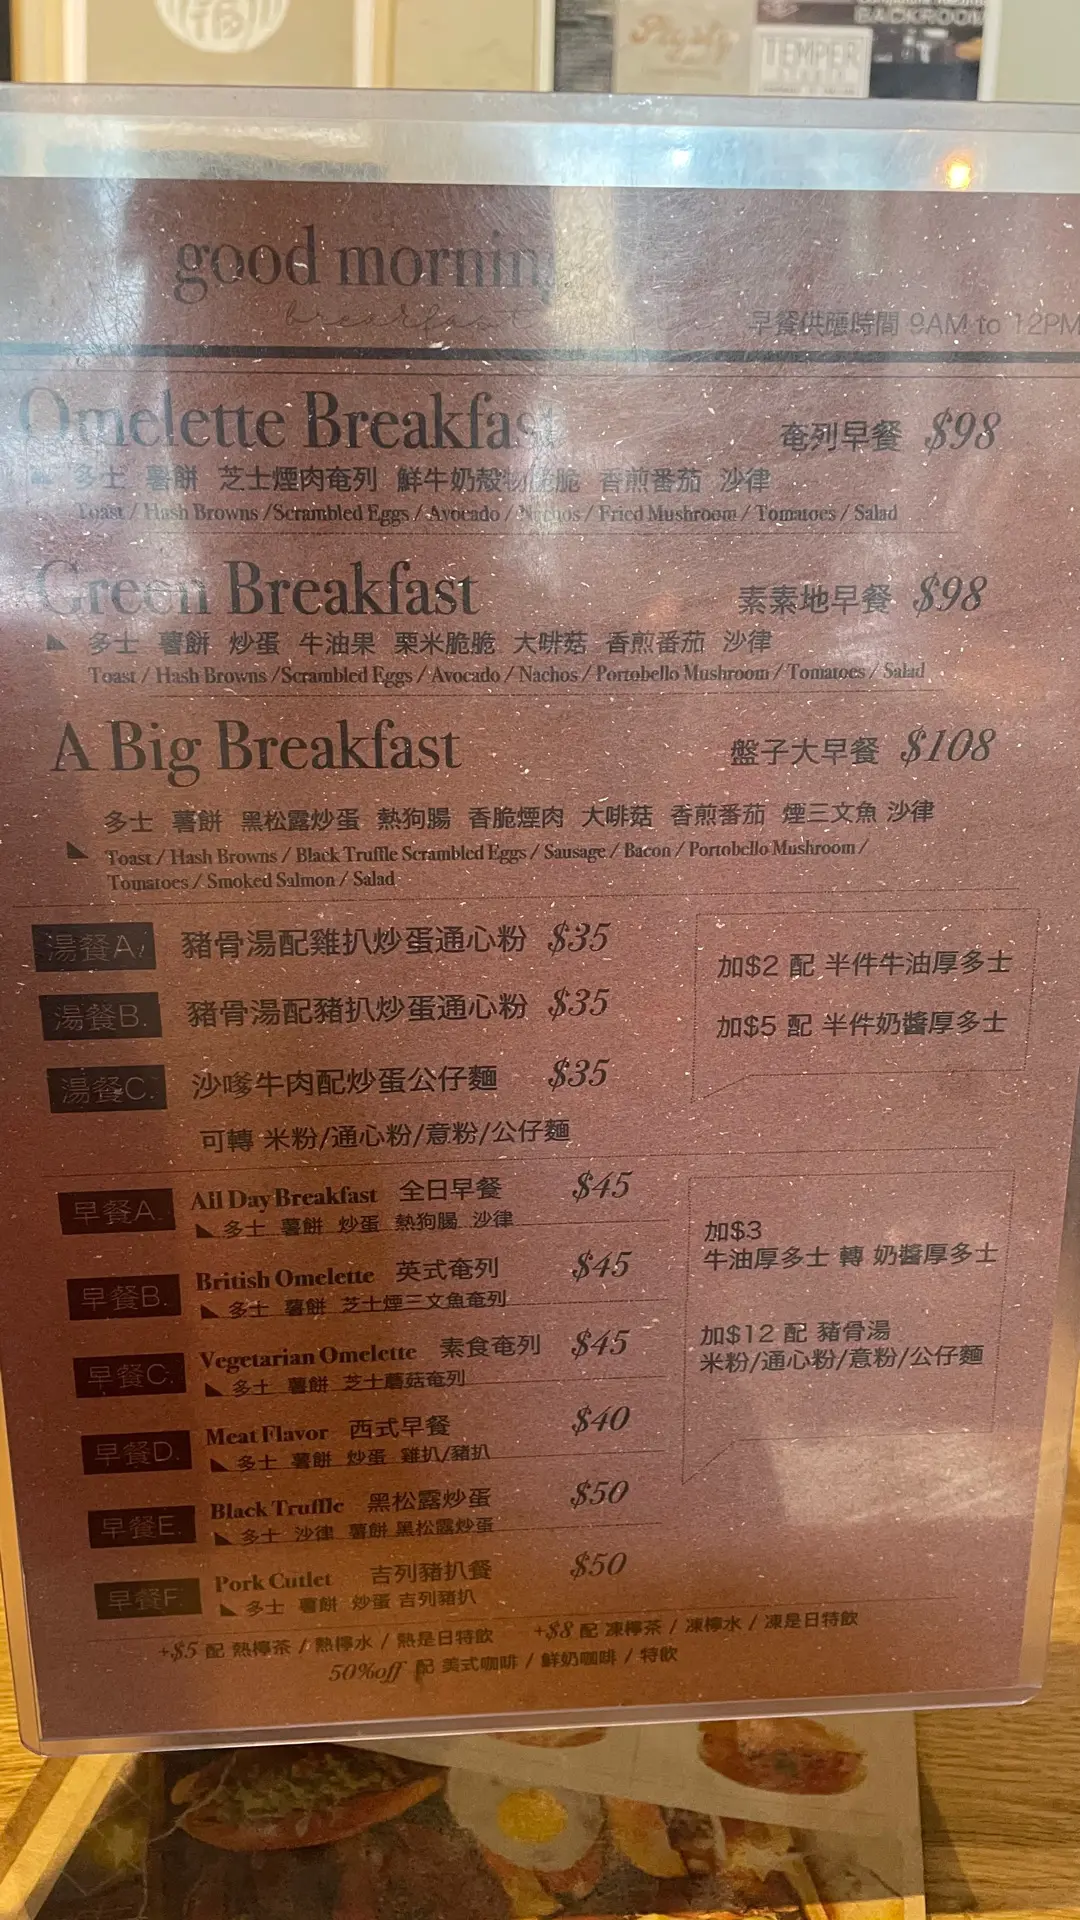 福
BACKROOM
TEMPER
good mornin
breakfast
早餐供應時間 9AM to 12PM
Omelette Breakfast 奄列早餐 $98
多士 薯餅 芝士煙肉奄列 鮮牛奶殼物脆脆 香煎番茄 沙律
Toast / Hash Browns /Scrambled Eggs / Avocado / Nachos / Fried Mushroom / Tomatoes / Salad
Green Breakfast 素素地早餐 $98
多士 薯餅 炒蛋 牛油果 栗米脆脆 大啡菇 香煎番茄 沙律
Toast / Hash Browns /Scrambled Eggs / Avocado / Nachos / Portobello Mushroom / Tomatoes / Salad
A Big Breakfast 盤子大早餐 $108
多士 薯餅 黑松露炒蛋 熱狗腸 香脆煙肉 大啡菇 香煎番茄 煙三文魚 沙律
Toast / Hash Browns / Black Truffle Scrambled Eggs / Sausage / Bacon / Portobello Mushroom /
Tomatoes / Smoked Salmon / Salad
湯餐A. 豬骨湯配雞扒炒蛋通心粉 $35
湯餐B. 豬骨湯配豬扒炒蛋通心粉 $35
湯餐C. 沙嗲牛肉配炒蛋公仔麵 $35
可轉 米粉/通心粉/意粉/公仔麵
加$2 配 半件牛油厚多士
加$5 配 半件奶醬厚多士
早餐A. All Day Breakfast 全日早餐 $45
多士 薯餅 炒蛋 熱狗腸 沙律
早餐B. British Omelette 英式奄列 $45
多士 薯餅 芝士煙三文魚奄列
早餐C. Vegetarian Omelette 素食奄列 $45
多士 薯餅 芝士蘑菇奄列
早餐D. Meat Flavor 西式早餐 $40
多士 薯餅 炒蛋 雞扒/豬扒
早餐E. Black Truffle 黑松露炒蛋 $50
多士 沙律 薯餅 黑松露炒蛋
早餐F. Pork Cutlet 吉列豬扒餐 $50
多士 薯餅 炒蛋 吉列豬扒
加$3
牛油厚多士 轉 奶醬厚多士
加$12 配 豬骨湯
米粉/通心粉/意粉/公仔麵
+$5 配 熱檸茶 / 熱檸水 / 熱是日特飲 +$8 配 凍檸茶 / 凍檸水 / 凍是日特飲
50%off 配 美式咖啡 / 鮮奶咖啡 / 特飲